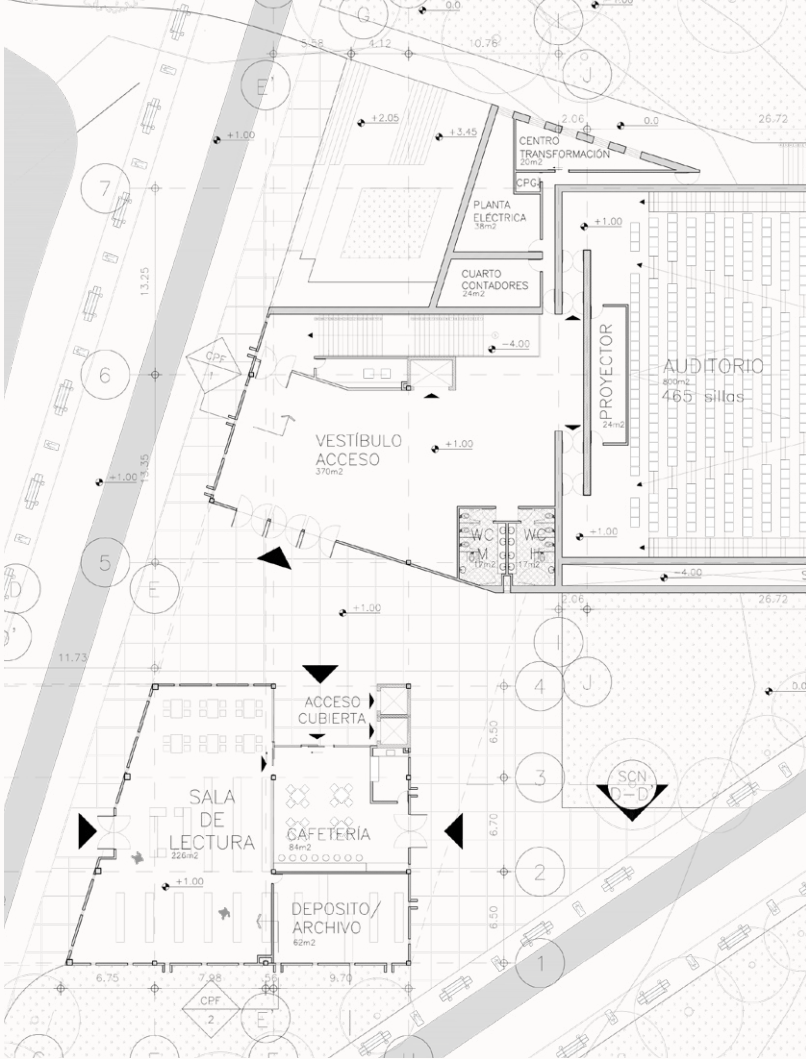 0.0
G
I
5.58
4.12
10.76
E'
J
+2.05
+3.45
+1.00
2.06
0.0
26.72
CENTRO
TRANSFORMACIÓN
20m2
CPG
7
PLANTA
ELÉCTRICA
38m2
+1.00
CUARTO
CONTADORES
24m2
13.25
-4.00
CPF
1
6
PROYECTOR
24m2
AUDITORIO
800m2
465 sillas
VESTÍBULO
ACCESO
370m2
+1.00
+1.00
13.35
WC
M
17m2
WC
H
17m2
+1.00
5
-4.00
S
D
E
D'
+1.00
2.06
26.72
I
J
11.73
4
0.0
ACCESO
CUBIERTA
6.50
3
SCN
D-D'
SALA
DE
LECTURA
226m2
CAFETERÍA
84m2
6.70
2
+1.00
DEPOSITO/
ARCHIVO
62m2
6.50
1
6.75
7.98
.56
9.70
CPF
2
E'